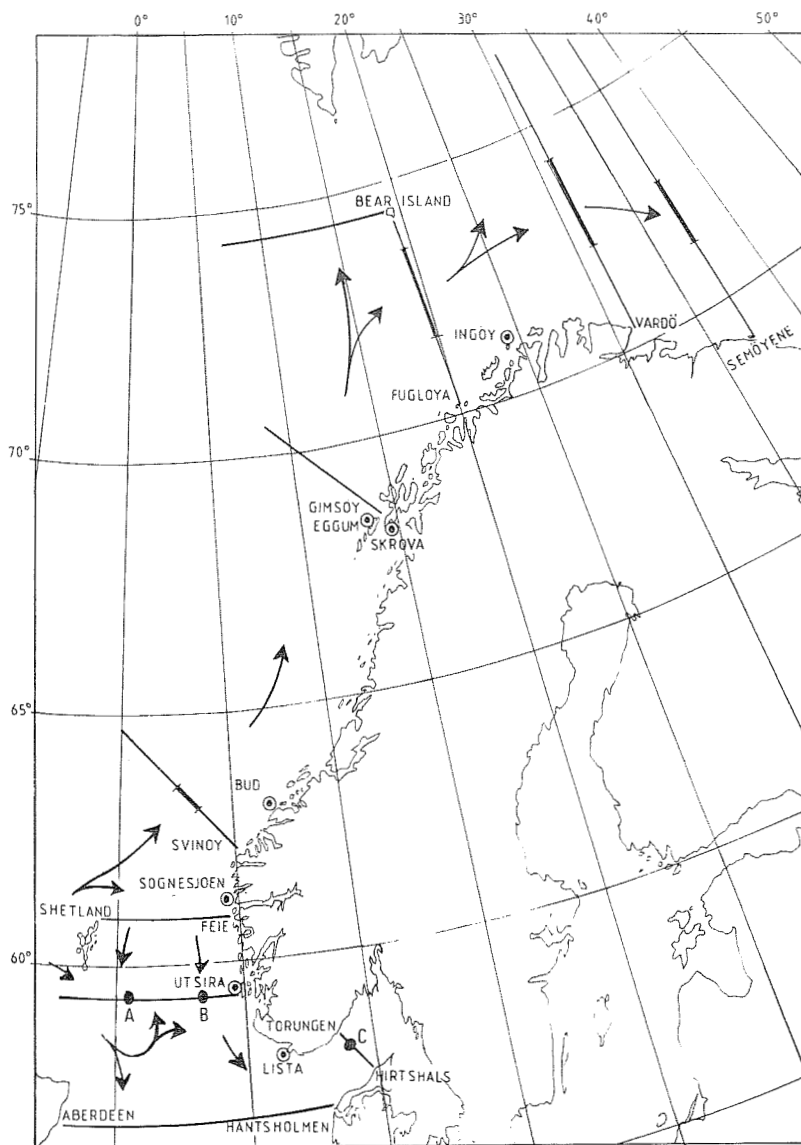 0° 10° 20° 30° 40° 50°
75°
BEAR ISLAND
INGÖY
VARDÖ
SEMÖYENE
FUGLOYA
70°
GIMSOY
EGGUM
SKROVA
65°
BUD
SVINOY
SOGNESJOEN
SHETLAND
FEIE
60°
UTSIRA
A B
TORUNGEN
C
LISTA
HIRTSHALS
ABERDEEN
HANTSHOLMEN